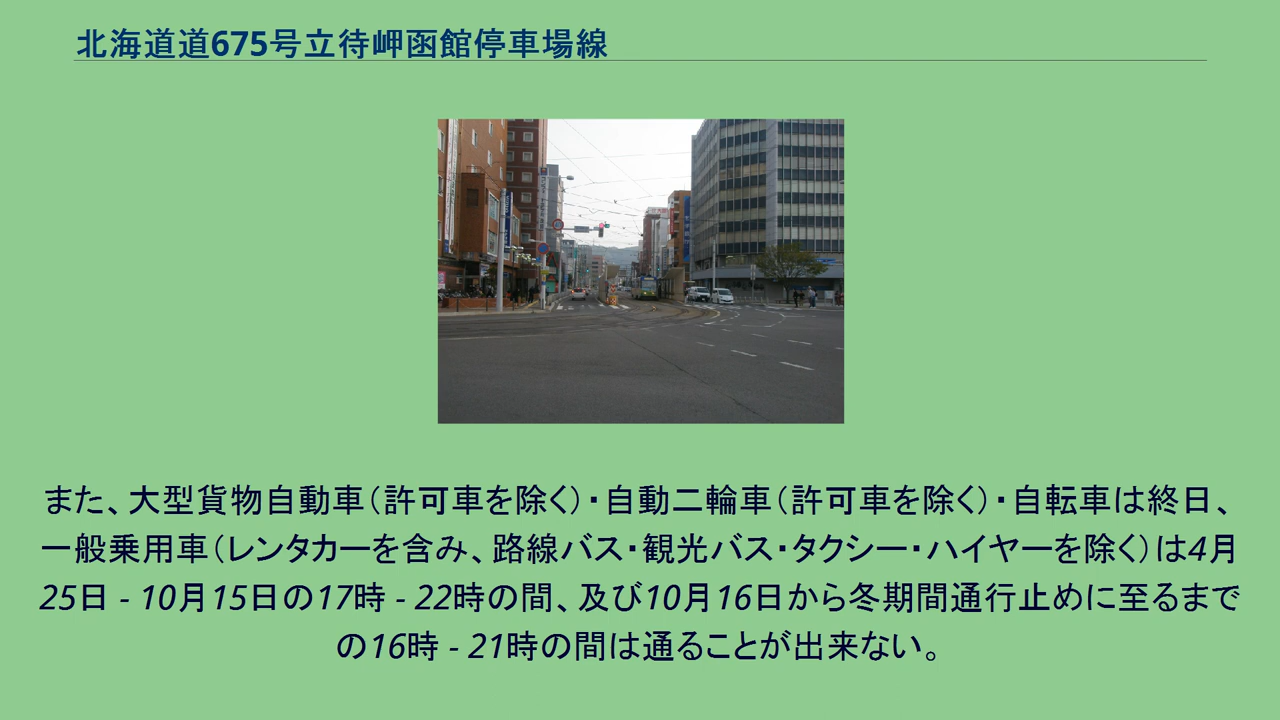 北海道道675号立待岬函館停車場線
また、大型貨物自動車（許可車を除く）・自動二輪車（許可車を除く）・自転車は終日、
一般乗用車（レンタカーを含み、路線バス・観光バス・タクシー・ハイヤーを除く）は4月
25日 - 10月15日の17時 - 22時の間、及び10月16日から冬期間通行止めに至るまで
の16時 - 21時の間は通ることが出来ない。